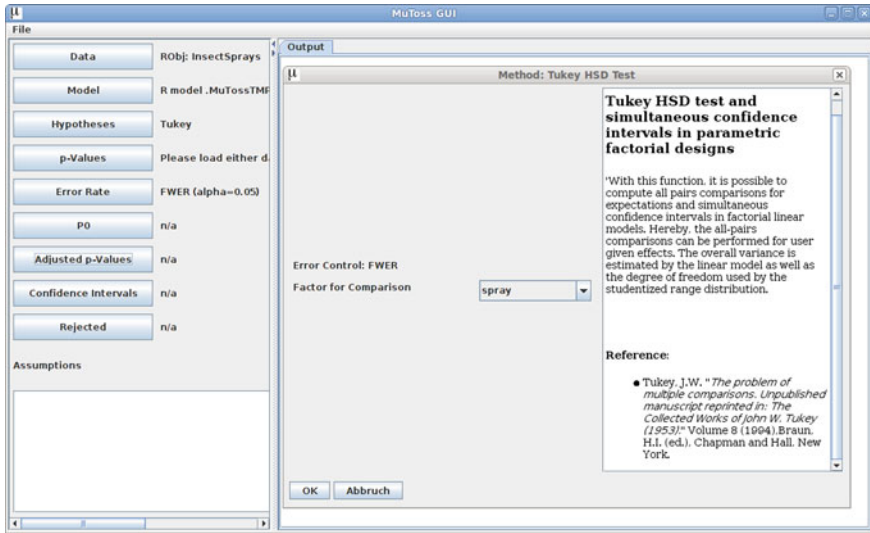 μ MuToss GUI
File
Data RObj: InsectSprays
Model R model .MuTossTMP
Hypotheses Tukey
p-Values Please load either d
Error Rate FWER (alpha=0.05)
P0 n/a
Adjusted p-Values n/a
Confidence Intervals n/a
Rejected n/a
Assumptions
Output
μ Method: Tukey HSD Test
Error Control: FWER
Factor for Comparison spray
OK Abbruch
Tukey HSD test and
simultaneous confidence
intervals in parametric
factorial designs
'With this function, it is possible to
compute all pairs comparisons for
expectations and simultaneous
confidence intervals in factorial linear
models. Hereby, the all-pairs
comparisons can be performed for user
given effects. The overall variance is
estimated by the linear model as well as
the degree of freedom used by the
studentized range distribution.
Reference:
● Tukey, J.W. "The problem of
multiple comparisons. Unpublished
manuscript reprinted in: The
Collected Works of John W. Tukey
(1953)." Volume 8 (1994),Braun,
H.I. (ed.), Chapman and Hall, New
York.